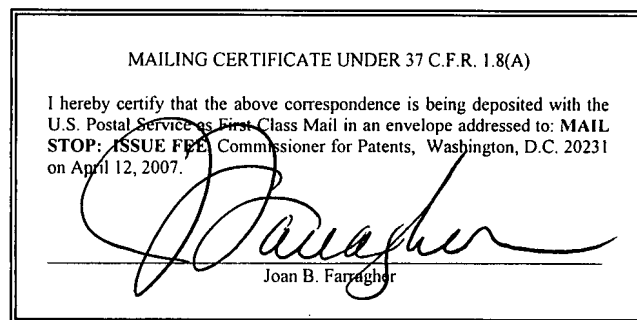 MAILING CERTIFICATE UNDER 37 C.F.R. 1.8(A)
I hereby certify that the above correspondence is being deposited with the
U.S. Postal Service as First Class Mail in an envelope addressed to: MAIL
STOP: ISSUE FEE, Commissioner for Patents, Washington, D.C. 20231
on April 12, 2007.
J Farragher
Joan B. Farragher